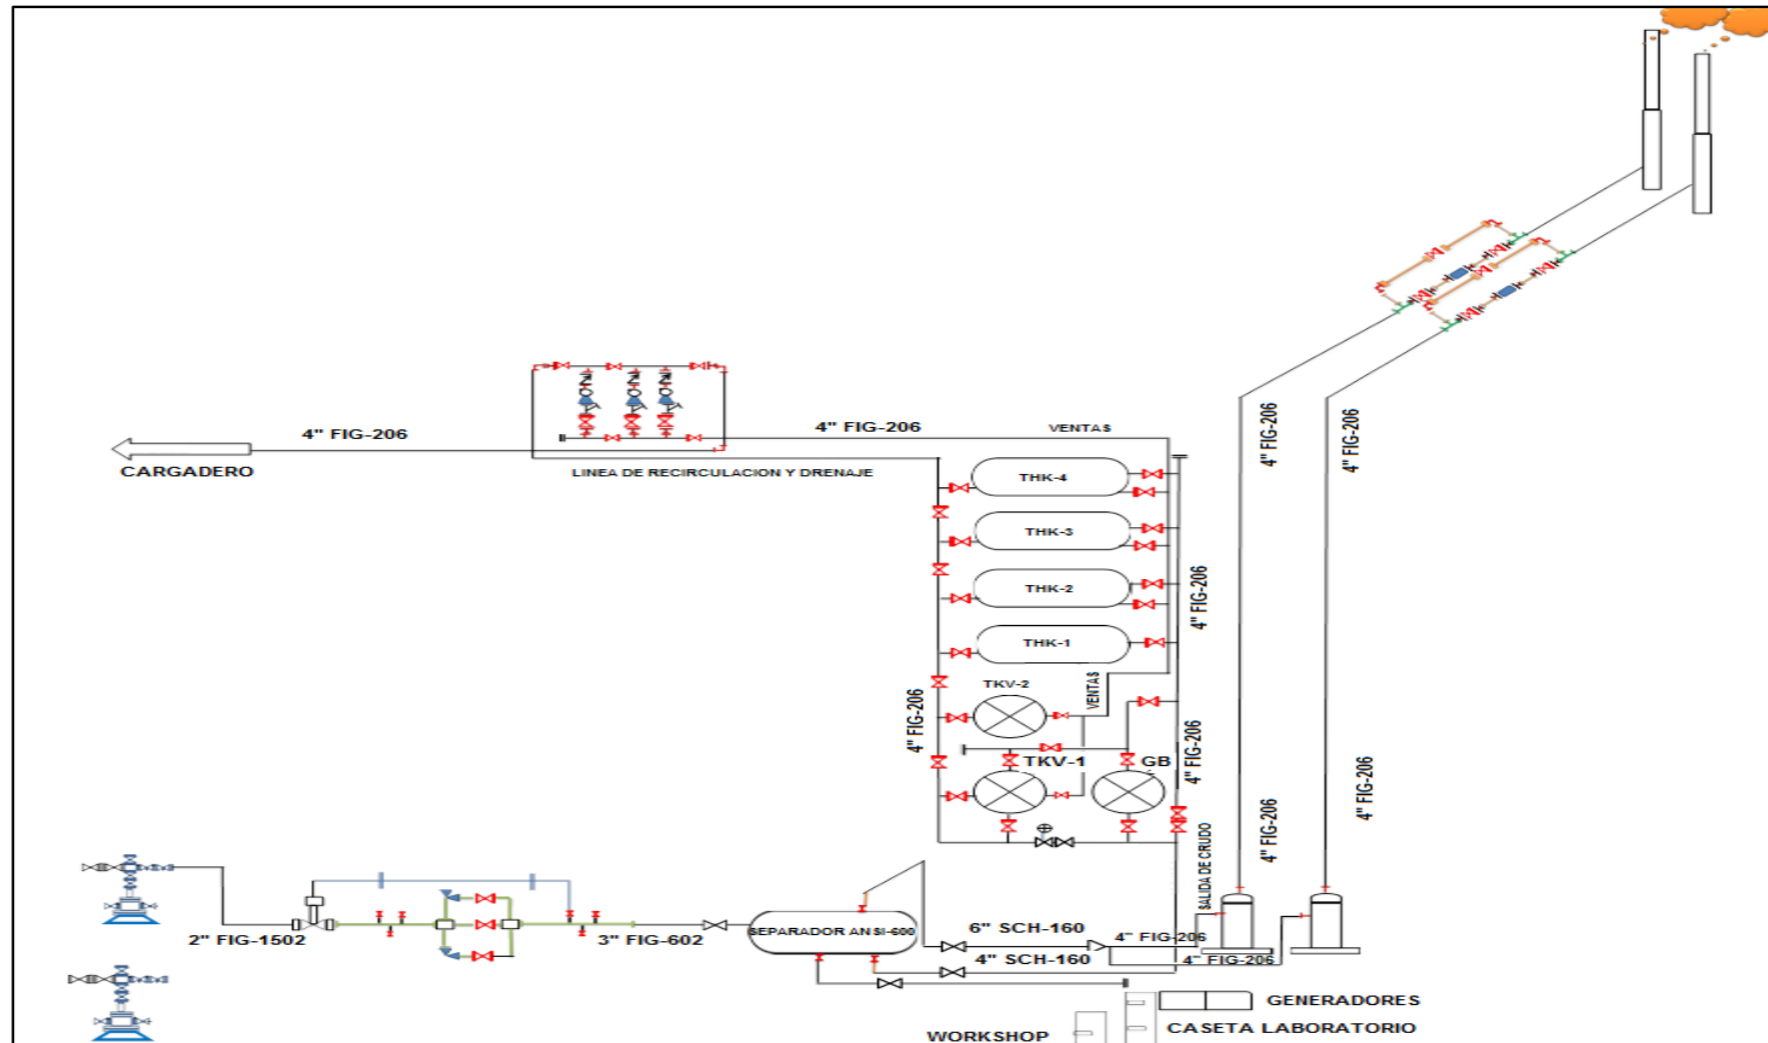 4" FIG-206
4" FIG-206
4" FIG-206
4" FIG-206
VENTAS
CARGADERO
LINEA DE RECIRCULACION Y DRENAJE
THK-4
THK-3
THK-2
4" FIG-206
THK-1
TKV-2
VENTAS
4" FIG-206
4" FIG-206
TKV-1
GB
4" FIG-206
4" FIG-206
SALIDA DE CRUDO
2" FIG-1502
3" FIG-602
SEPARADOR ANSI-600
6" SCH-160
4" FIG-206
4" SCH-160
4" FIG-206
GENERADORES
CASETA LABORATORIO
WORKSHOP